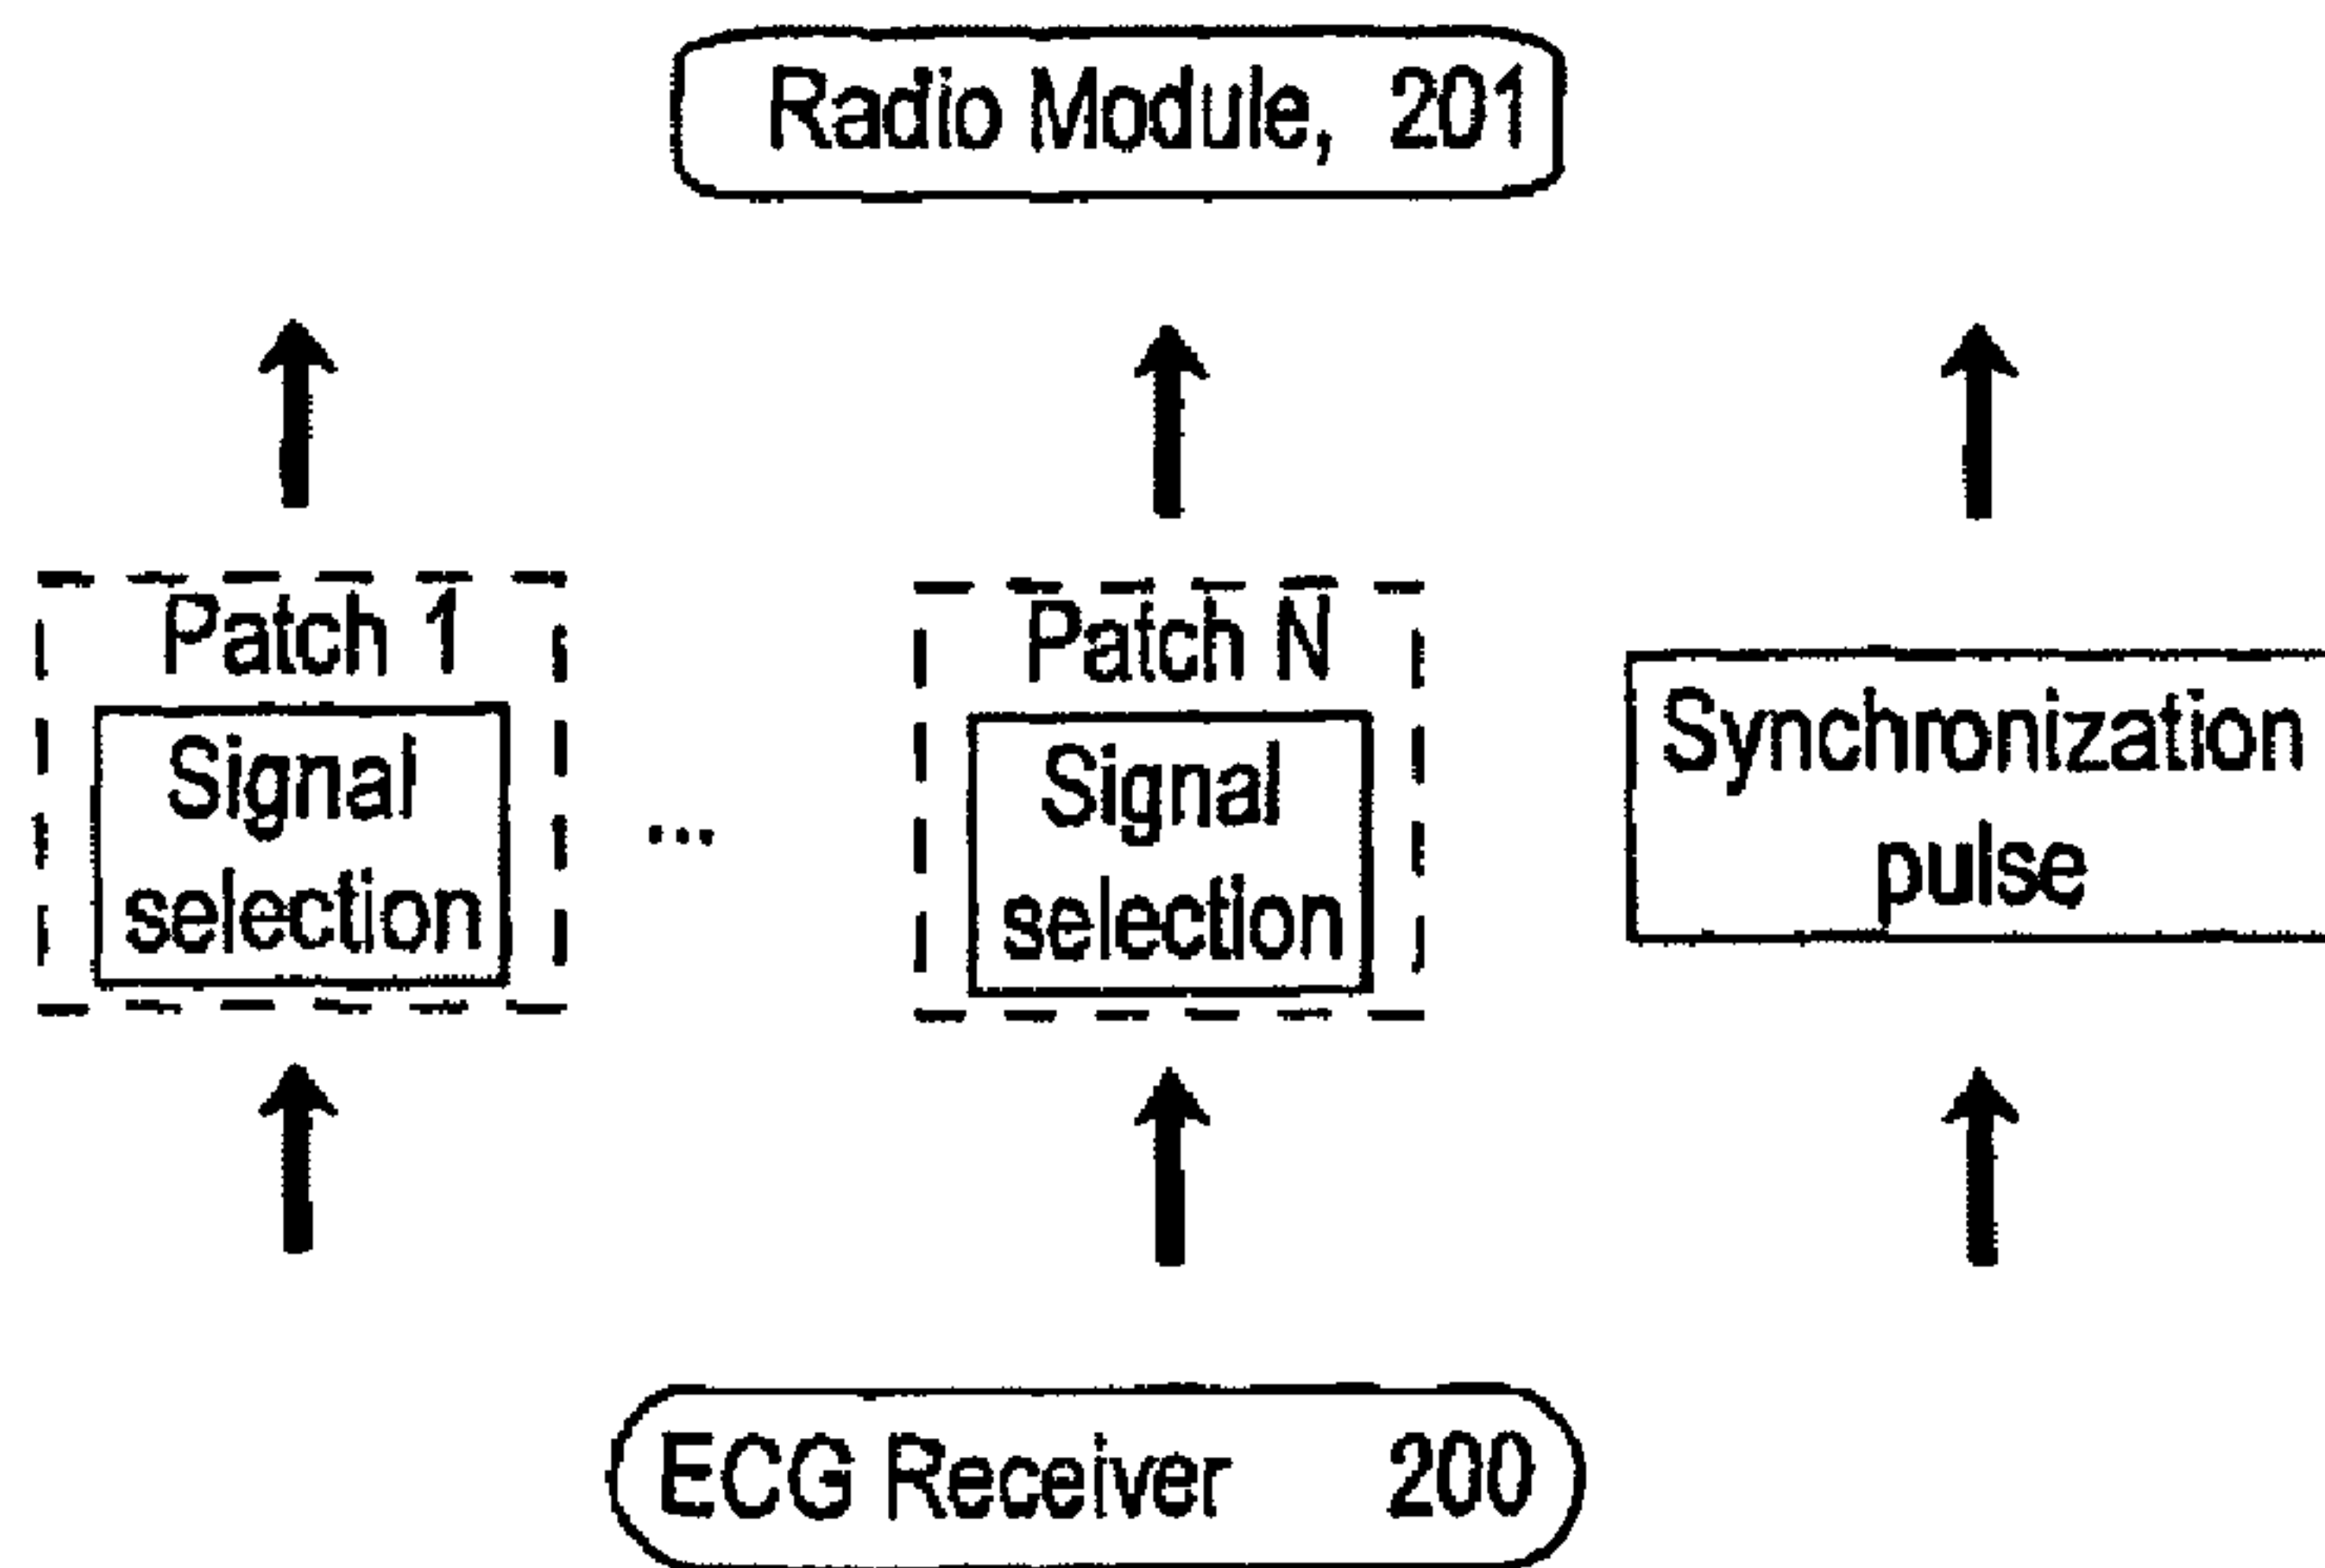 Radio Module, 201
Patch 1
Signal
selection
...
Patch N
Signal
selection
Synchronization
pulse
ECG Receiver 200